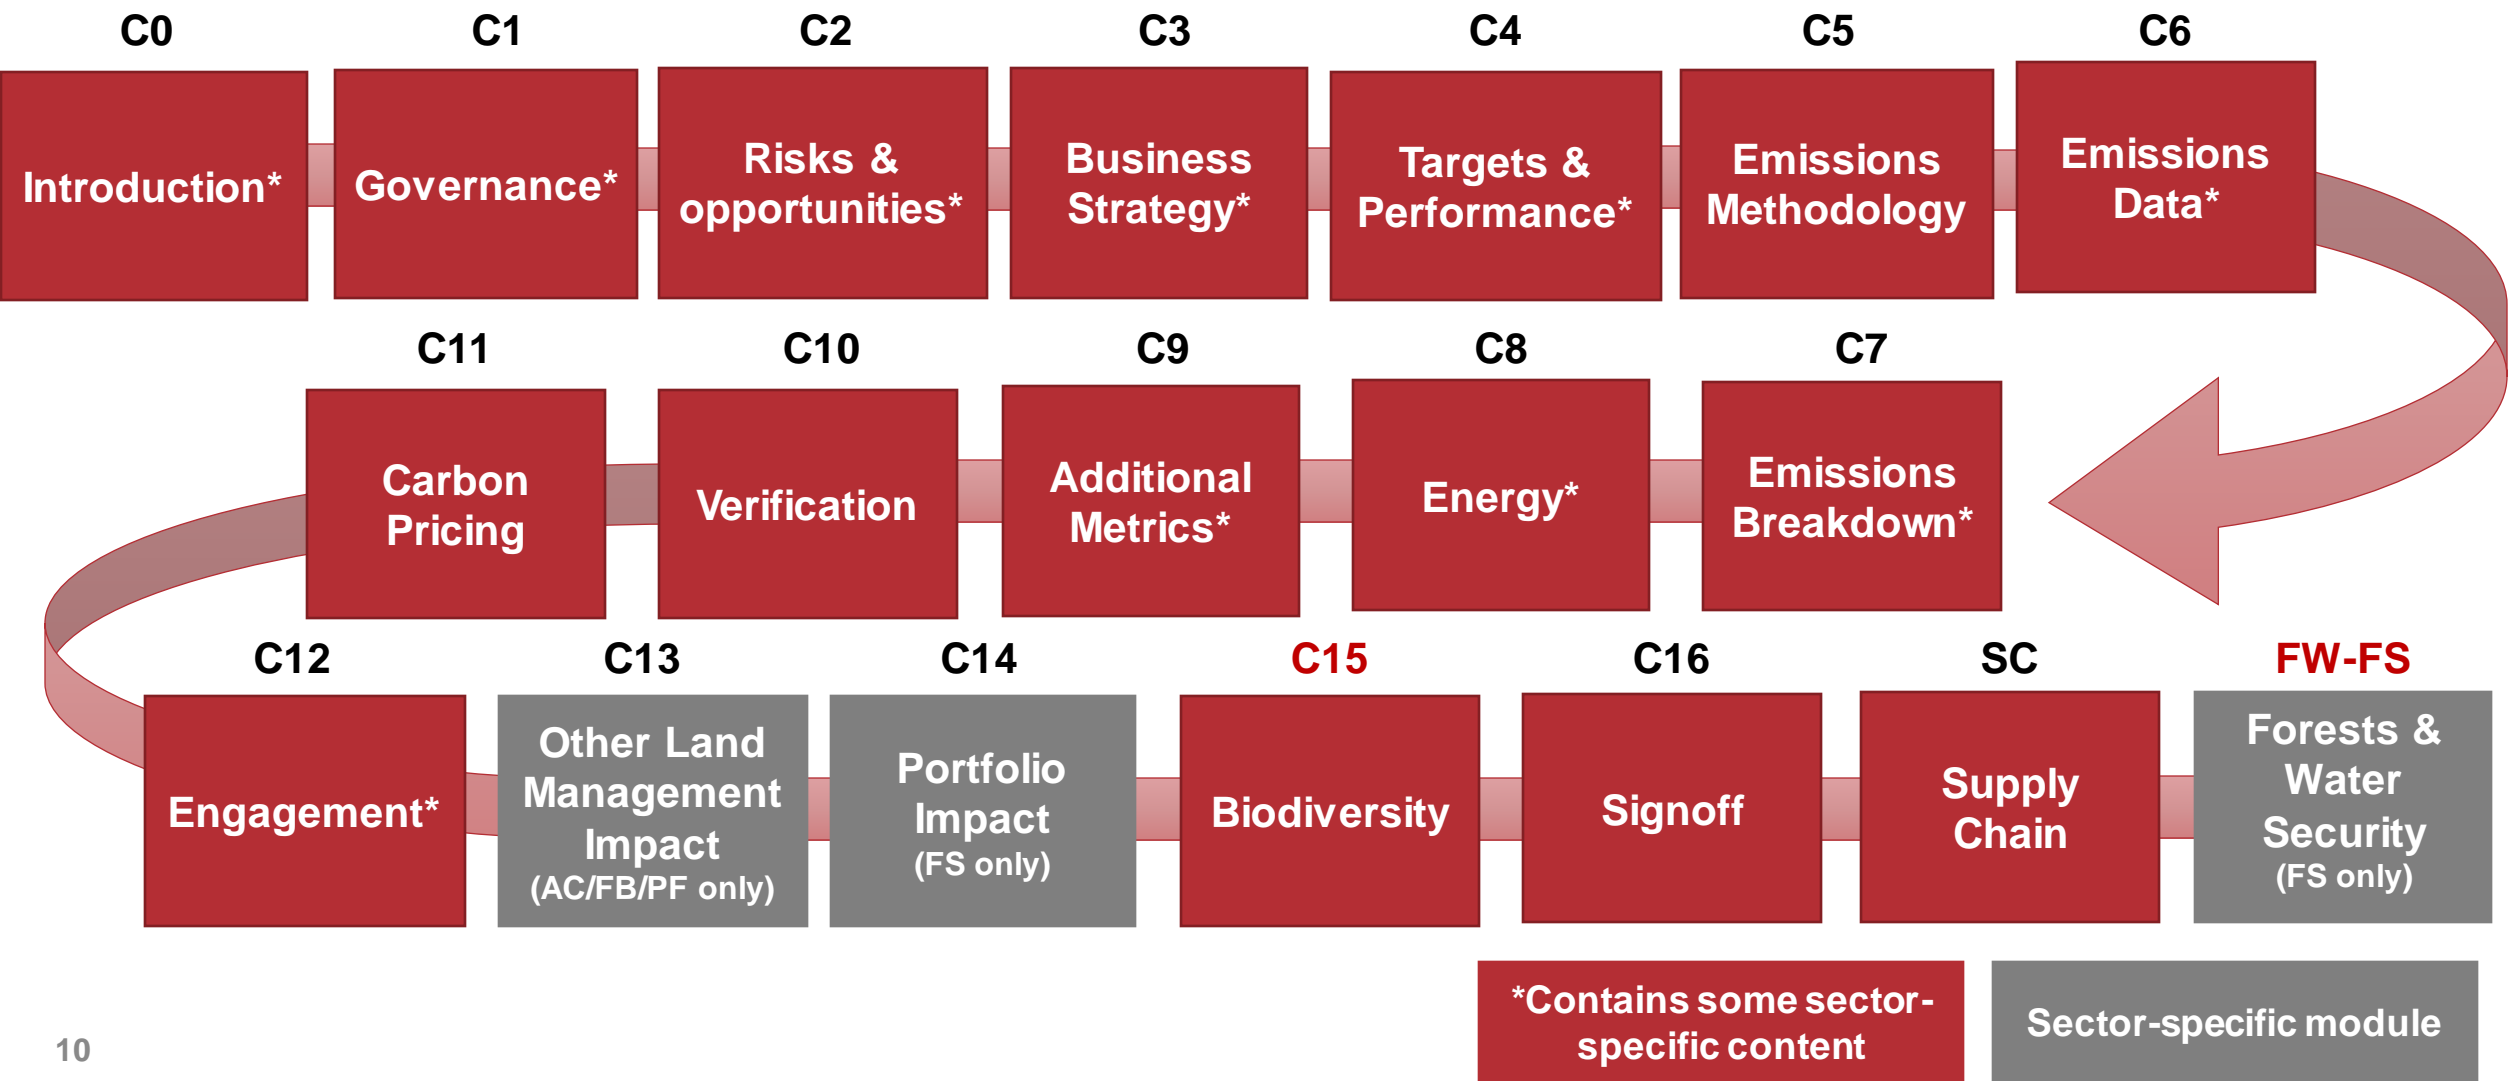 C0
C1
C2
C3
C4
C5
C6
Introduction*
Governance*
Risks &
opportunities*
Business
Strategy*
Targets &
Performance*
Emissions
Methodology
Emissions
Data*
C11
C10
C9
C8
C7
Carbon
Pricing
Verification
Additional
Metrics*
Energy*
Emissions
Breakdown*
C12
C13
C14
C15
C16
SC
FW-FS
Engagement*
Other Land
Management
Impact
(AC/FB/PF only)
Portfolio
Impact
(FS only)
Biodiversity
Signoff
Supply
Chain
Forests &
Water
Security
(FS only)
*Contains some sector-
specific content
Sector-specific module
10